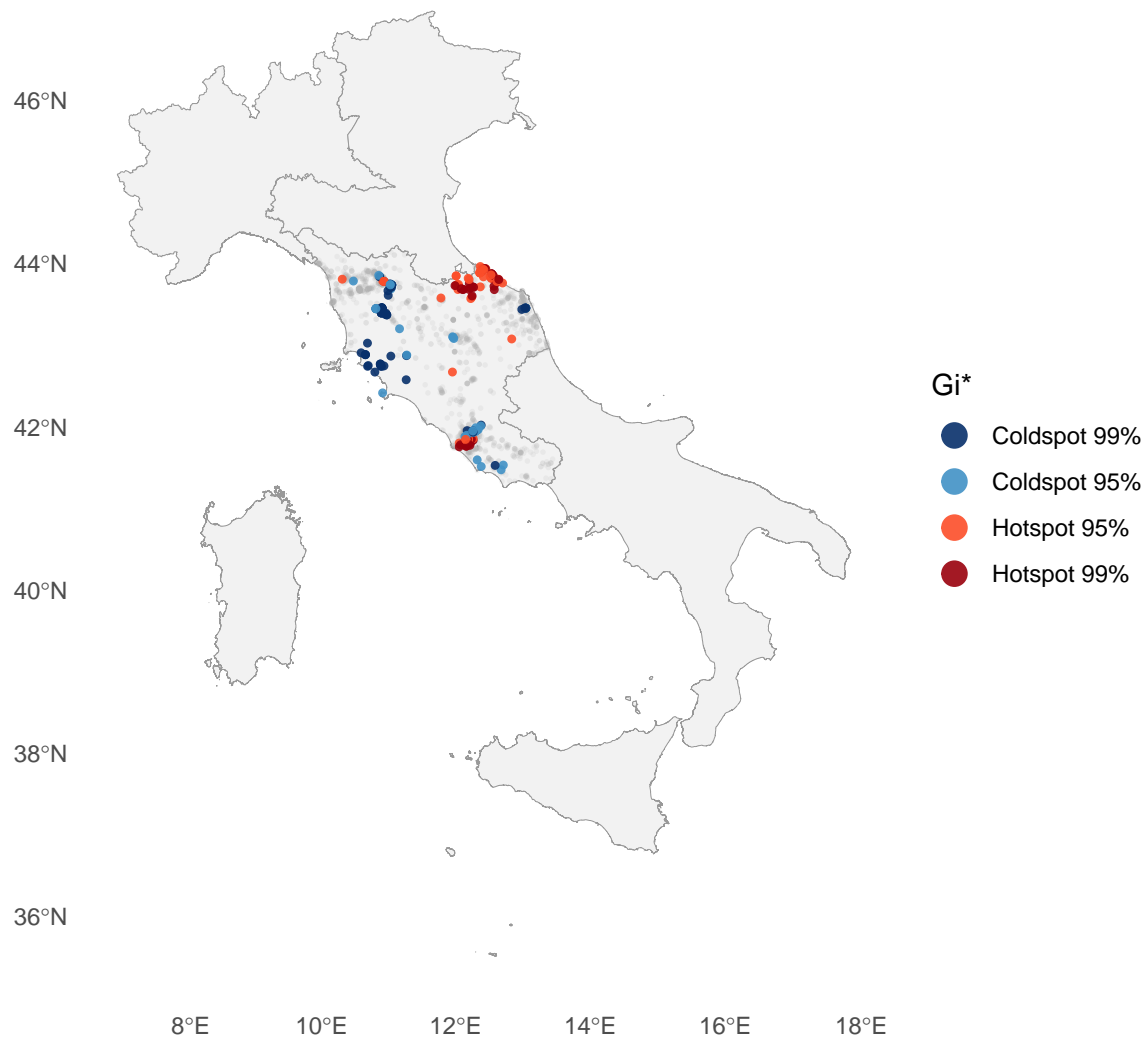 46°N
44°N
42°N
40°N
38°N
36°N
8°E
10°E
12°E
14°E
16°E
18°E
Gi*
Coldspot 99%
Coldspot 95%
Hotspot 95%
Hotspot 99%